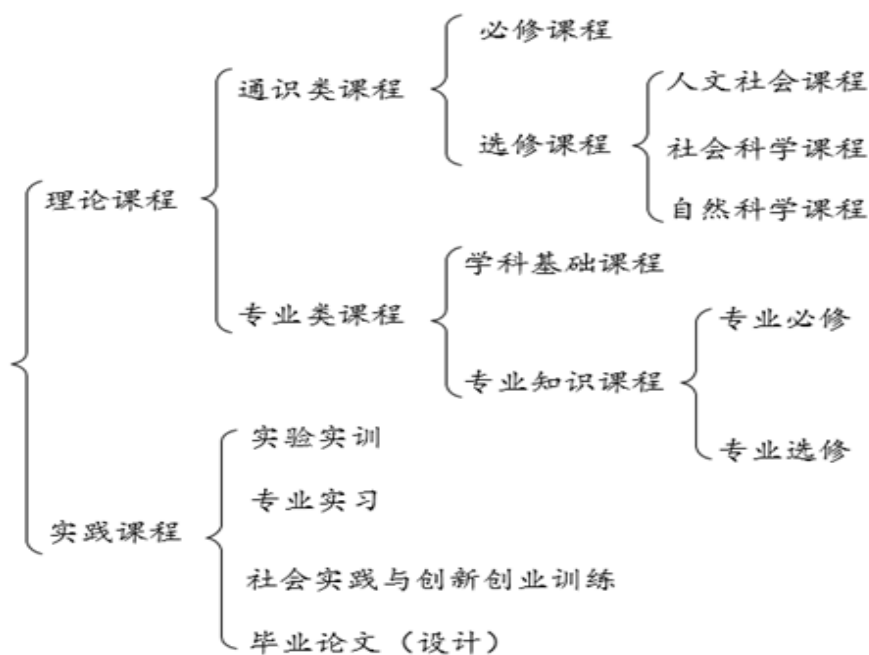 必修课程
通识类课程
人文社会课程
选修课程
社会科学课程
理论课程
自然科学课程
学科基础课程
专业类课程
专业必修
专业知识课程
实验实训
专业选修
专业实习
实践课程
社会实践与创新创业训练
毕业论文（设计）